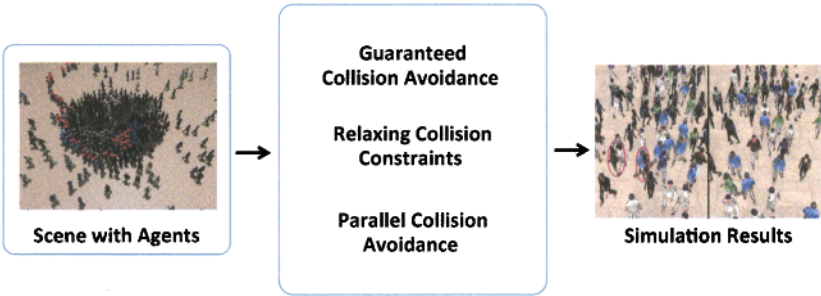 Scene with Agents
Guaranteed
Collision Avoidance
Relaxing Collision
Constraints
Parallel Collision
Avoidance
Simulation Results